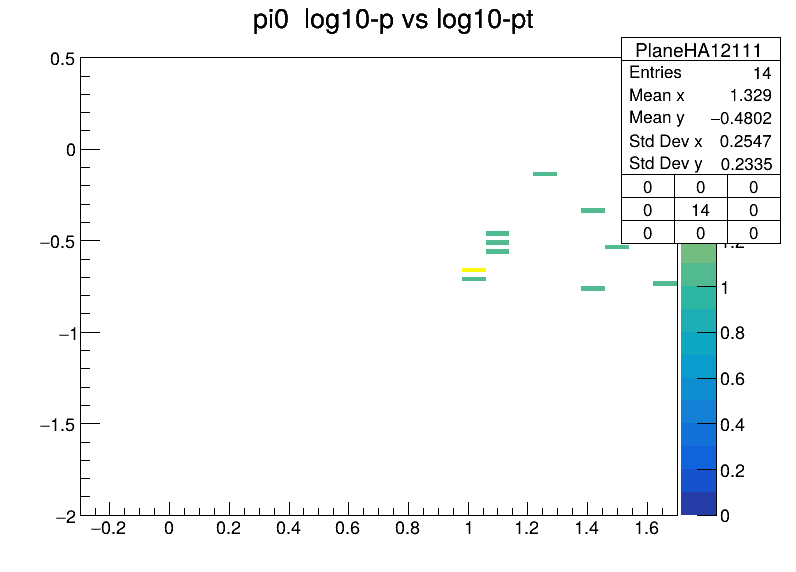 pi0 log10-p vs log10-pt
PlaneHA12111
Entries 14
Mean x 1.329
Mean y −0.4802
Std Dev x 0.2547
Std Dev y 0.2335
0 0 0
0 14 0
0 0 0
0.5
0
−0.5
−1
−1.5
−2
−0.2 0 0.2 0.4 0.6 0.8 1 1.2 1.4 1.6
1.2
1
0.8
0.6
0.4
0.2
0